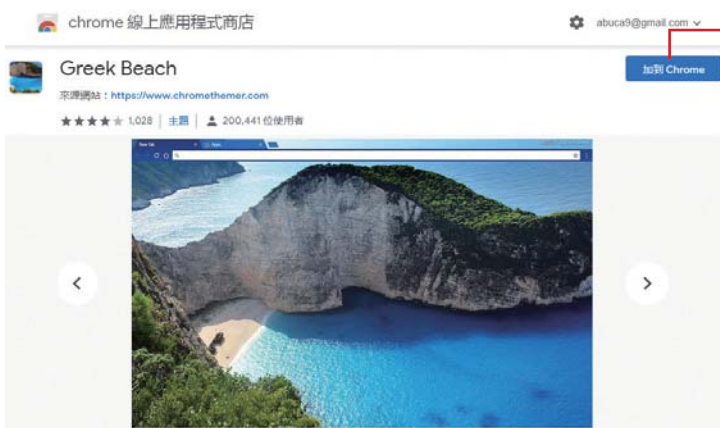 chrome 線上應用程式商店
abuca9@gmail.com
Greek Beach
加到 Chrome
來源網站：https://www.chromethemer.com
★★★★★ 1,028 | 主題 | 200,441 位使用者
New Tab